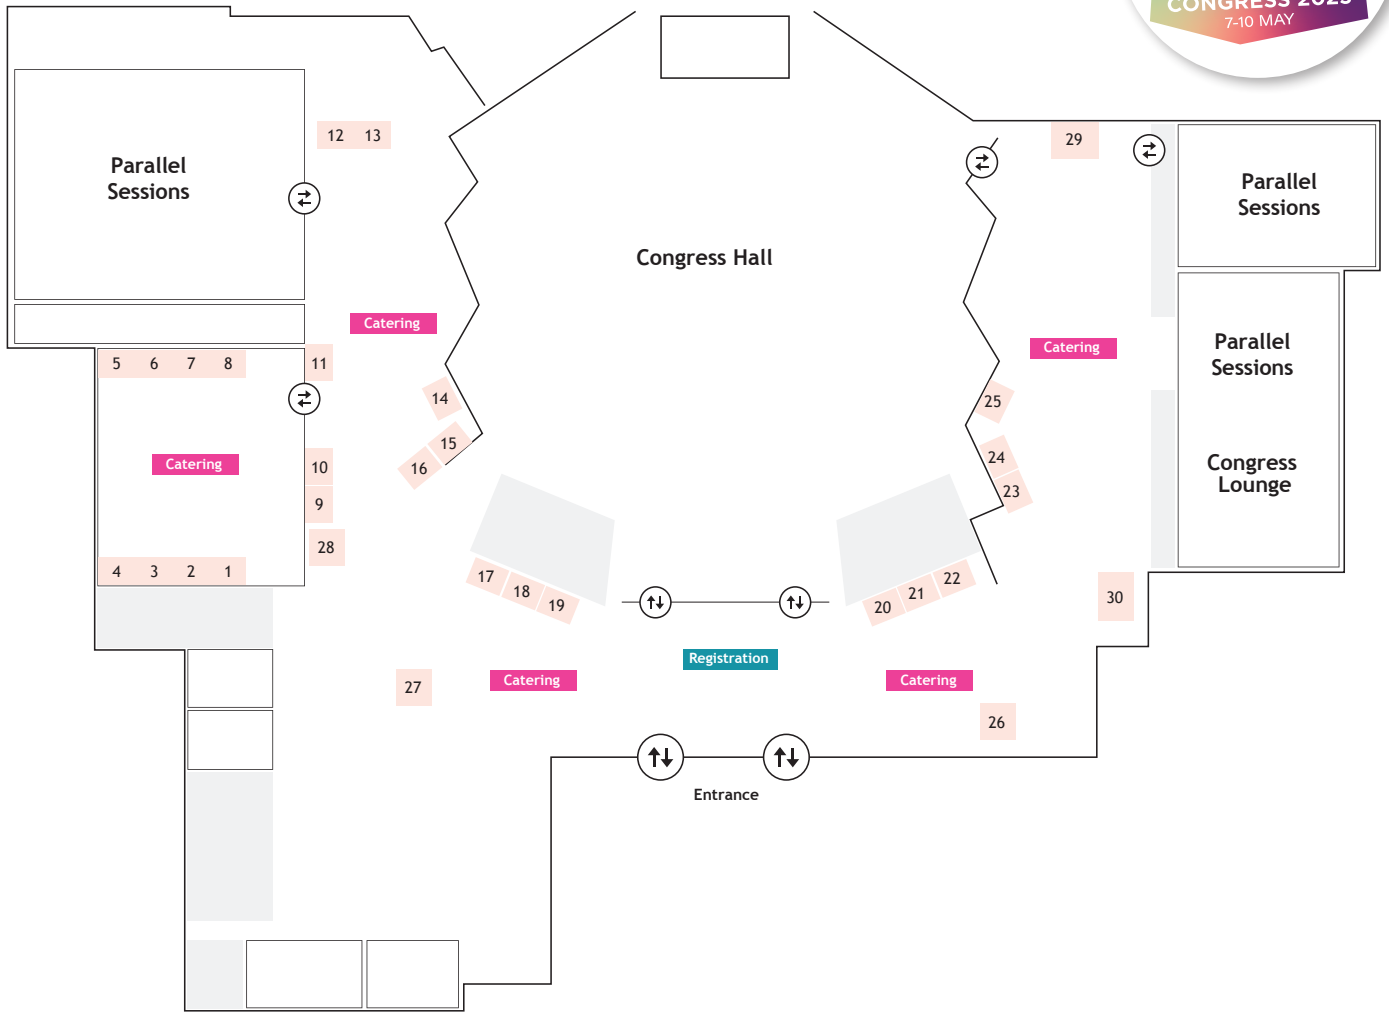 CONGRESS 2025
7-10 MAY
12 13
29
Parallel
Sessions
Parallel
Sessions
Congress Hall
Catering
Catering
Parallel
Sessions
5 6 7 8
11
14
25
15
16
Catering
10
24
Congress
Lounge
9
23
28
4 3 2 1
17
18
19
22
21
20
30
Registration
Catering
Catering
27
26
Entrance